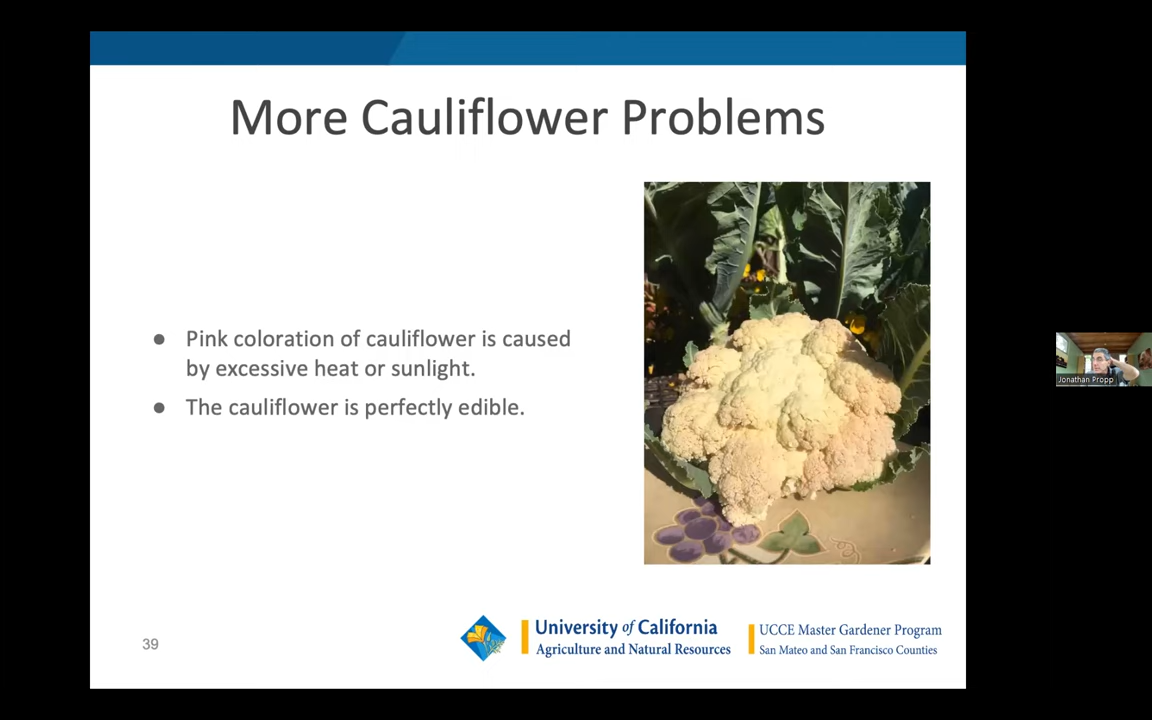 More Cauliflower Problems
● Pink coloration of cauliflower is caused
by excessive heat or sunlight.
● The cauliflower is perfectly edible.
Jonathan Propp
39
University of California
Agriculture and Natural Resources
UCCE Master Gardener Program
San Mateo and San Francisco Counties